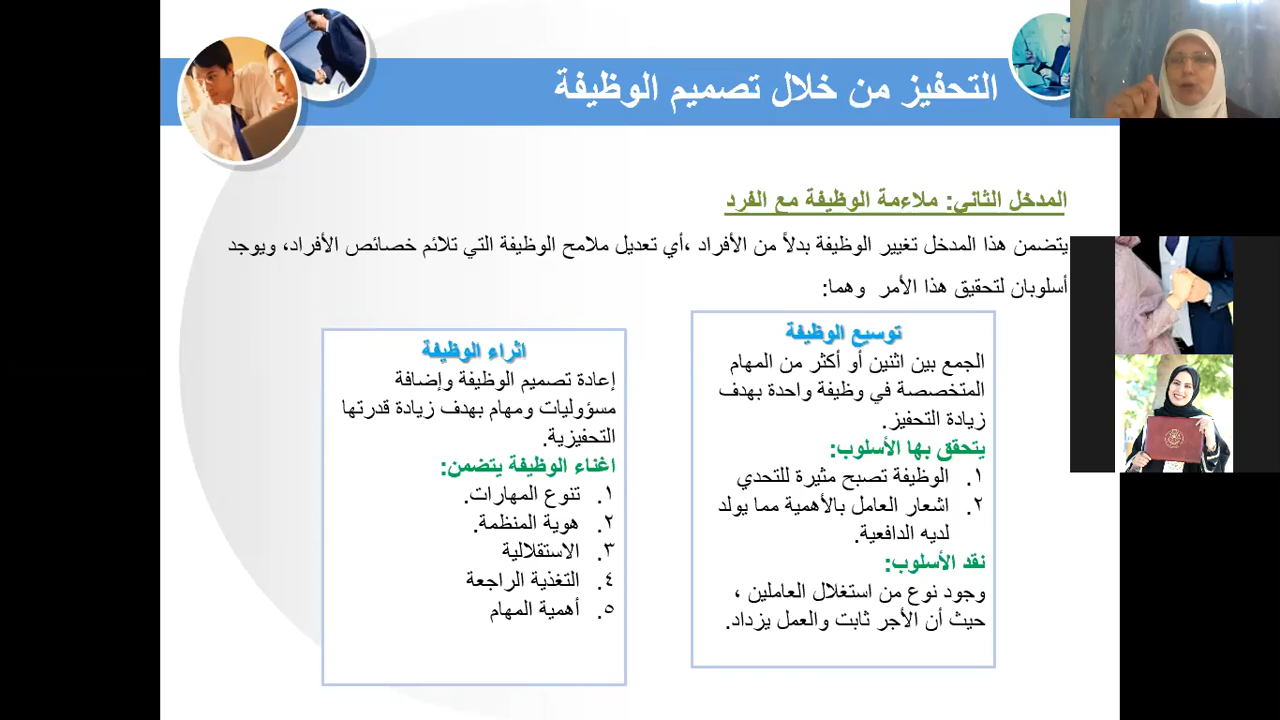 التحفيز من خلال تصميم الوظيفة
المدخل الثاني: ملاءمة الوظيفة مع الفرد
يتضمن هذا المدخل تغيير الوظيفة بدلاً من الأفراد ،أي تعديل ملامح الوظيفة التي تلائم خصائص الأفراد، ويوجد
أسلوبان لتحقيق هذا الأمر وهما:
توسيع الوظيفة
الجمع بين اثنين أو أكثر من المهام
المتخصصة في وظيفة واحدة بهدف
زيادة التحفيز.
يتحقق بها الأسلوب:
١. الوظيفة تصبح مثيرة للتحدي
٢. اشعار العامل بالأهمية مما يولد
لديه الدافعية.
نقد الأسلوب:
وجود نوع من استغلال العاملين ،
حيث أن الأجر ثابت والعمل يزداد.
اثراء الوظيفة
إعادة تصميم الوظيفة وإضافة
مسؤوليات ومهام بهدف زيادة قدرتها
التحفيزية.
اغناء الوظيفة يتضمن:
١. تنوع المهارات.
٢. هوية المنظمة.
٣. الاستقلالية
٤. التغذية الراجعة
٥. أهمية المهام